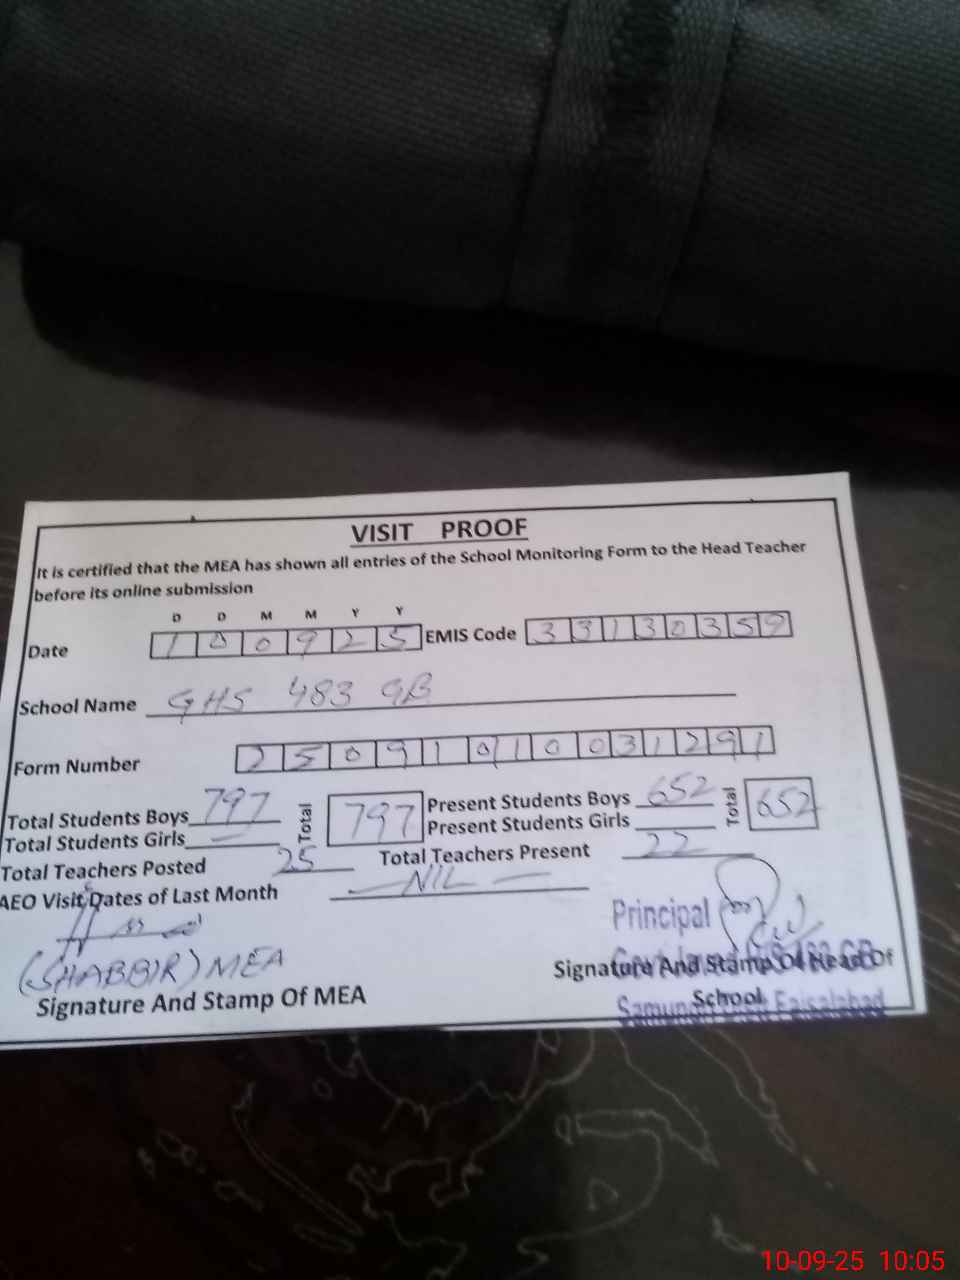 VISIT PROOF
It is certified that the MEA has shown all entries of the School Monitoring Form to the Head Teacher
before its online submission
D D M M Y Y
Date 1 0 0 9 2 5 EMIS Code 3 3 1 3 0 3 5 9
School Name GHS 483 GB
Form Number 2 5 0 9 1 0 1 0 0 3 1 2 9 1
Total Students Boys 797 Total 797 Present Students Boys 652 Total 652
Total Students Girls — Present Students Girls
Total Teachers Posted 25 Total Teachers Present 22
AEO Visit Dates of Last Month — NIL —
Principal
(SHABBIR) MEA
Signature And Stamp Of MEA
Signature And Stamp Of Head Of
School
Samundri Faisalabad
10-09-25 10:05